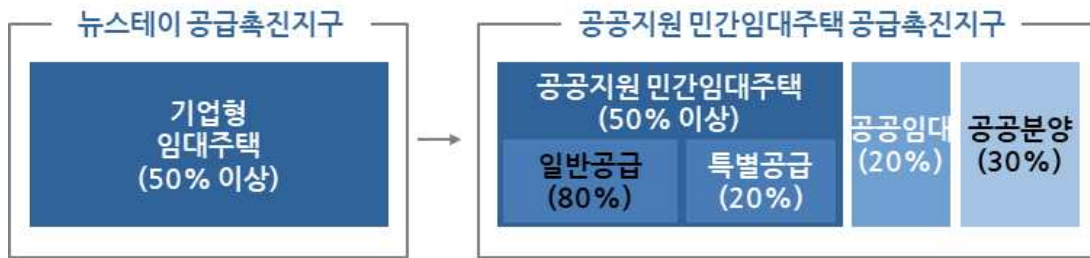 뉴스테이 공급촉진지구
기업형
임대주택
(50% 이상)
공공지원 민간임대주택 공급촉진지구
공공지원 민간임대주택
(50% 이상)
일반공급
(80%)
특별공급
(20%)
공공임대
(20%)
공공분양
(30%)